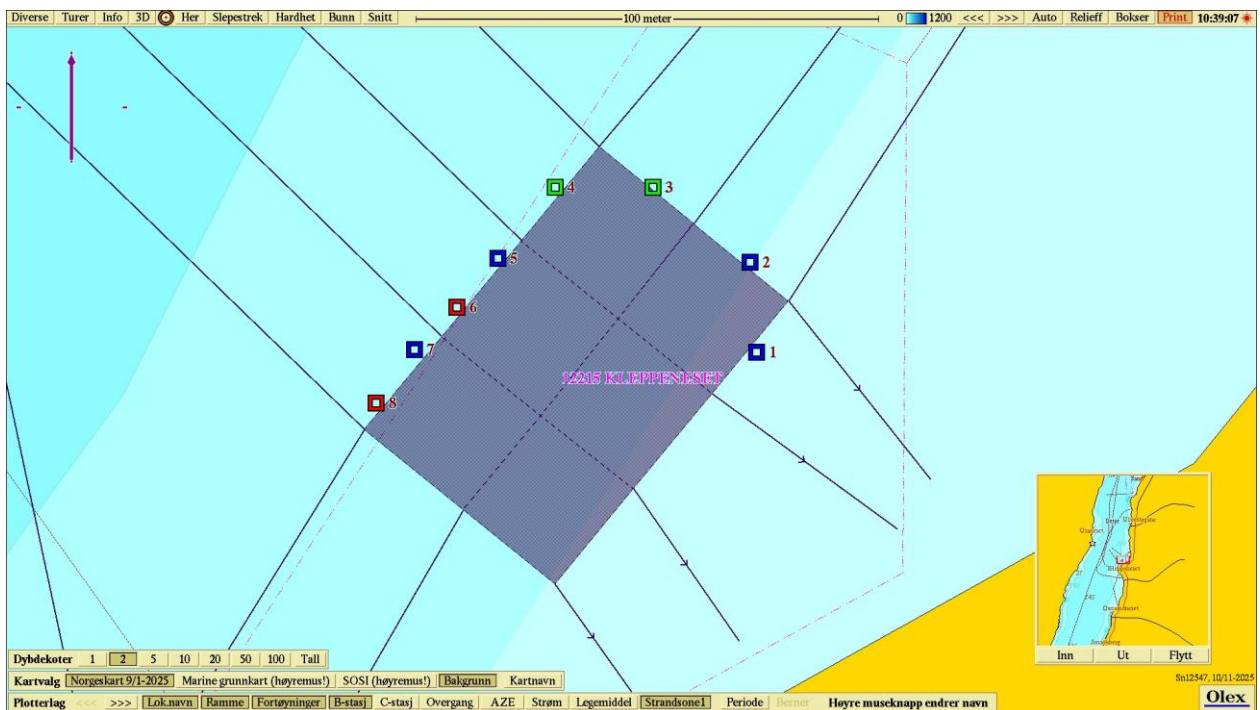 Diverse Turer Info 3D Her Slepestrek Hardhet Bunn Snitt 100 meter 0 1200 <<< >>> Auto Relieff Bokser Print 10:39:07
4
3
5
2
6
7
1
12215 KLEPPENESET
8
Inn Ut Flytt
Dybdekoter 1 2 5 10 20 50 100 Tall
Kartvalg Norgeskart 9/1-2025 Marine grunnkart (høyremus!) SOSI (høyremus!) Bakgrunn Kartnavn
Sn12547, 10/11-2025
Plotterlag <<< >>> Lok.navn Ramme Fortøyninger B-stasj C-stasj Overgang AZE Strøm Legemiddel Strandsone1 Periode Berner Høyre museknapp endrer navn Olex